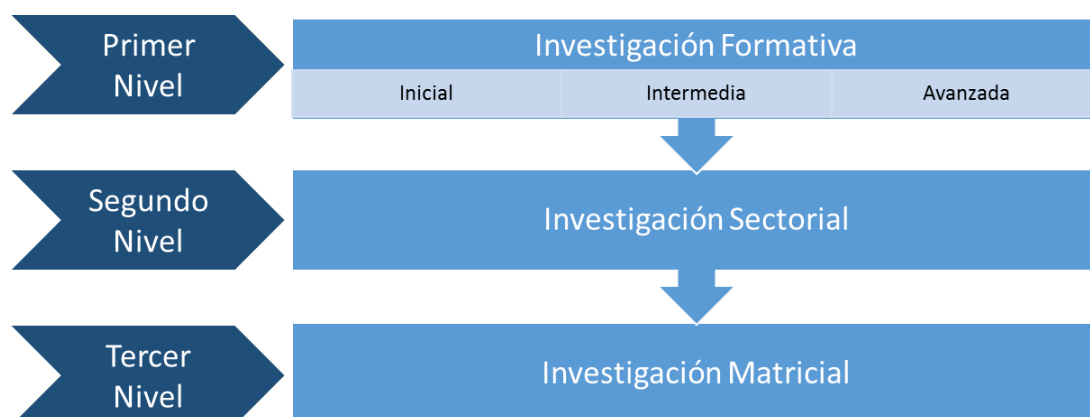 Primer
Nivel
Investigación Formativa
Inicial
Intermedia
Avanzada
Segundo
Nivel
Investigación Sectorial
Tercer
Nivel
Investigación Matricial